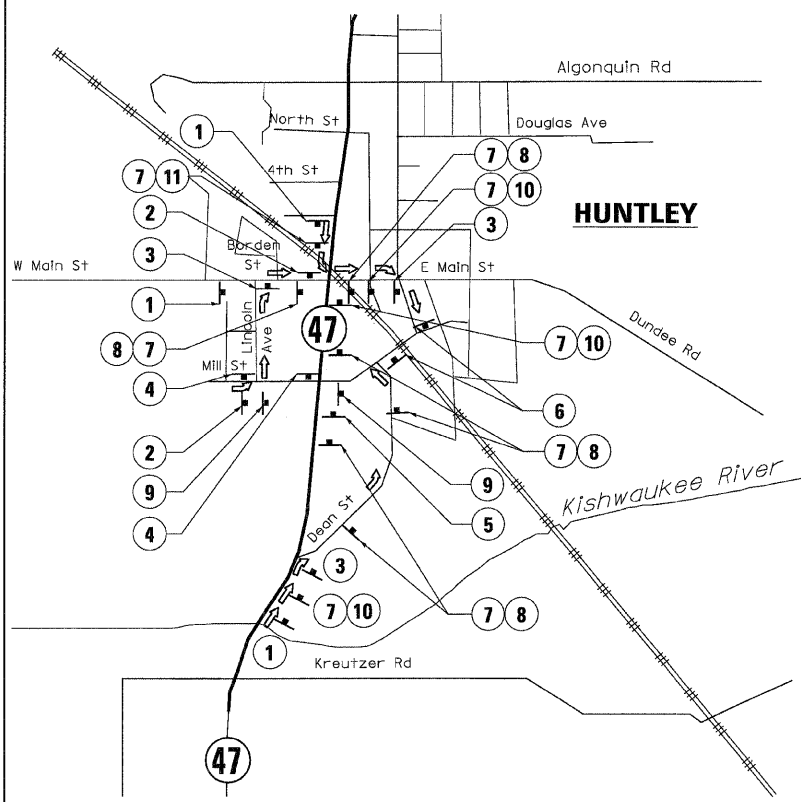 Algonquin Rd
North St
Douglas Ave
1
4th St
7 8
7 11
7 10
2
3
HUNTLEY
3
Borden St
W Main St
E Main St
1
47
Lincoln Ave
8 7
7 10
Dundee Rd
Mill St
4
6
2
7 8
9
9
Kishwaukee River
5
4
Dean St
3
7 10
7 8
1
Kreutzer Rd
47